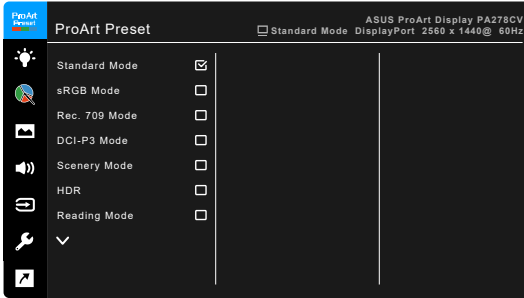 ProArt
Preset
ProArt Preset
ASUS ProArt Display PA278CV
Standard Mode DisplayPort 2560 x 1440@ 60Hz
Standard Mode
sRGB Mode
Rec. 709 Mode
DCI-P3 Mode
Scenery Mode
HDR
Reading Mode